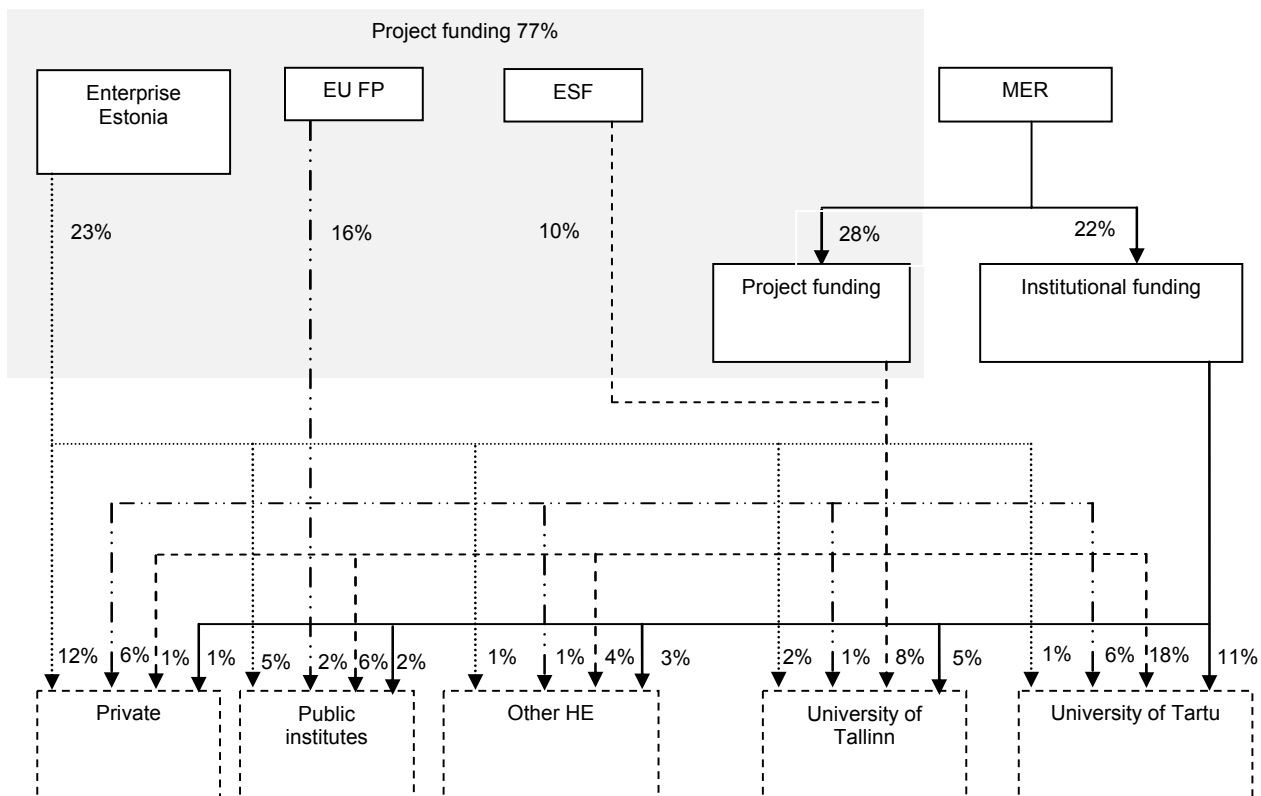 Project funding 77%
Enterprise
Estonia
EU FP
ESF
MER
23%
16%
10%
28%
22%
Project funding
Institutional funding
12%
6%
1%
1%
5%
2%
6%
2%
1%
1%
4%
3%
2%
1%
8%
5%
1%
6%
18%
11%
Private
Public
institutes
Other HE
University of
Tallinn
University of Tartu